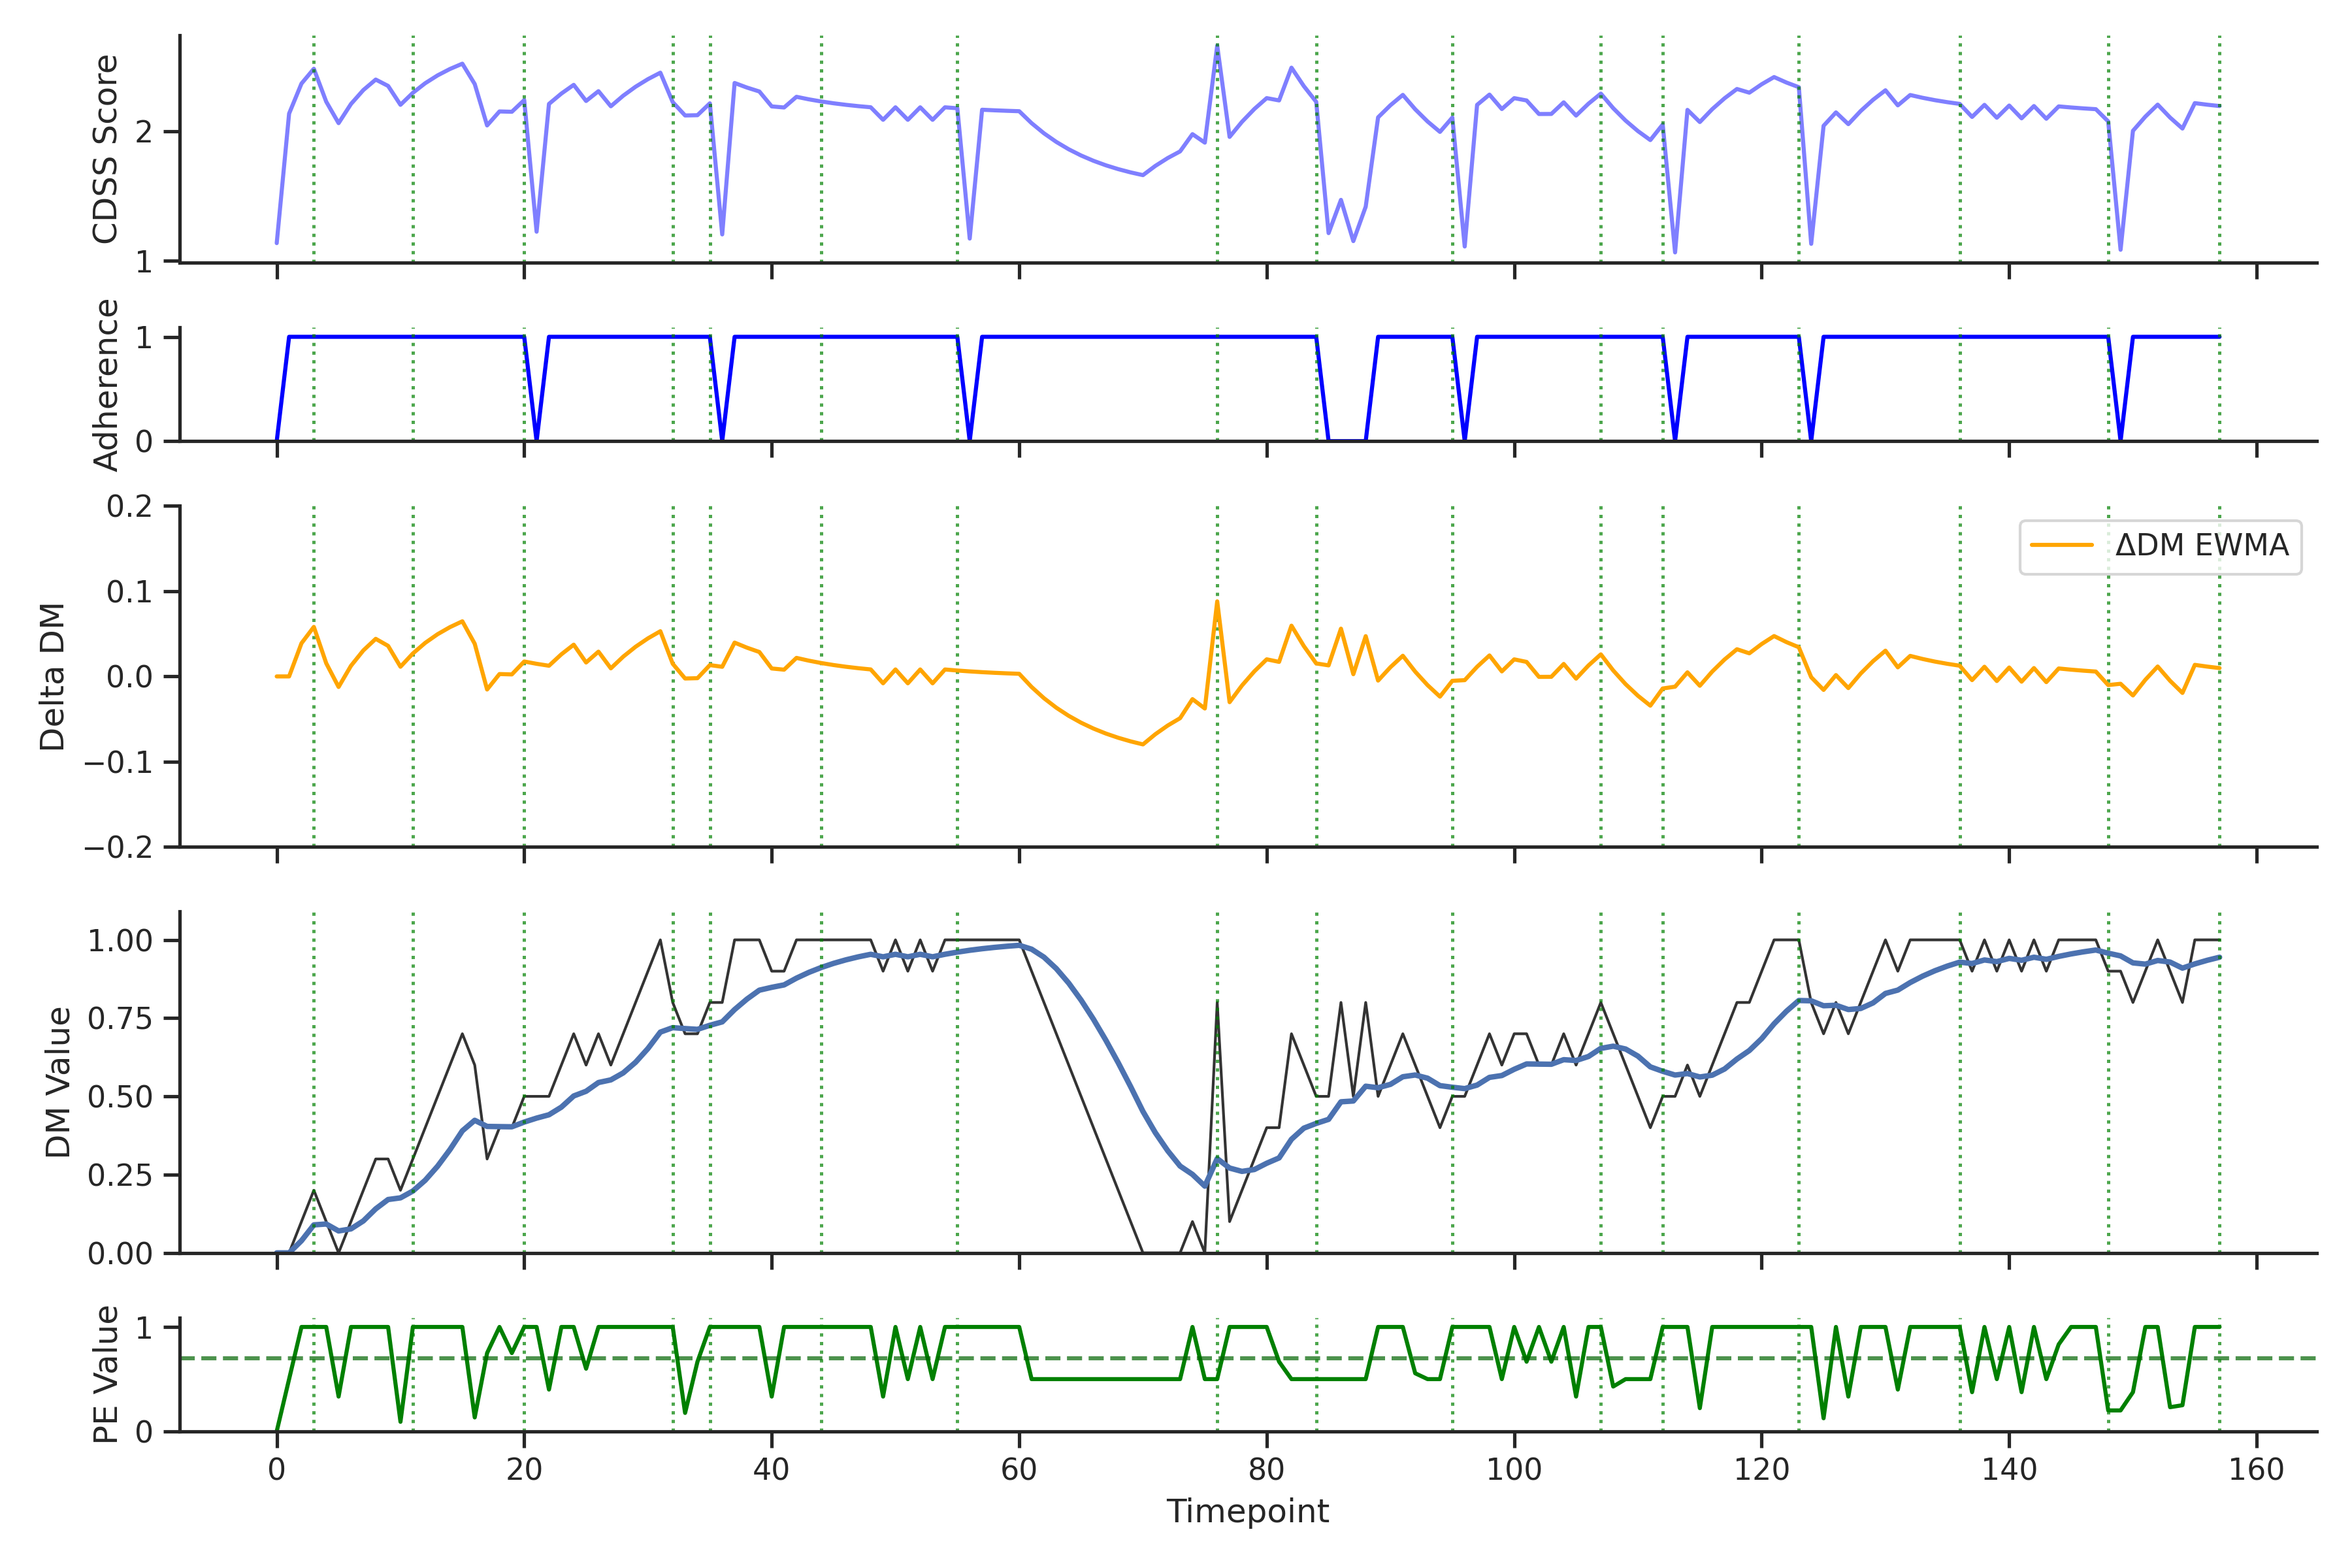 CDSS Score
2
1
Adherence
1
0
Delta DM
0.2
0.1
0.0
−0.1
−0.2
ΔDM EWMA
DM Value
1.00
0.75
0.50
0.25
0.00
PE Value
1
0
0 20 40 60 80 100 120 140 160
Timepoint